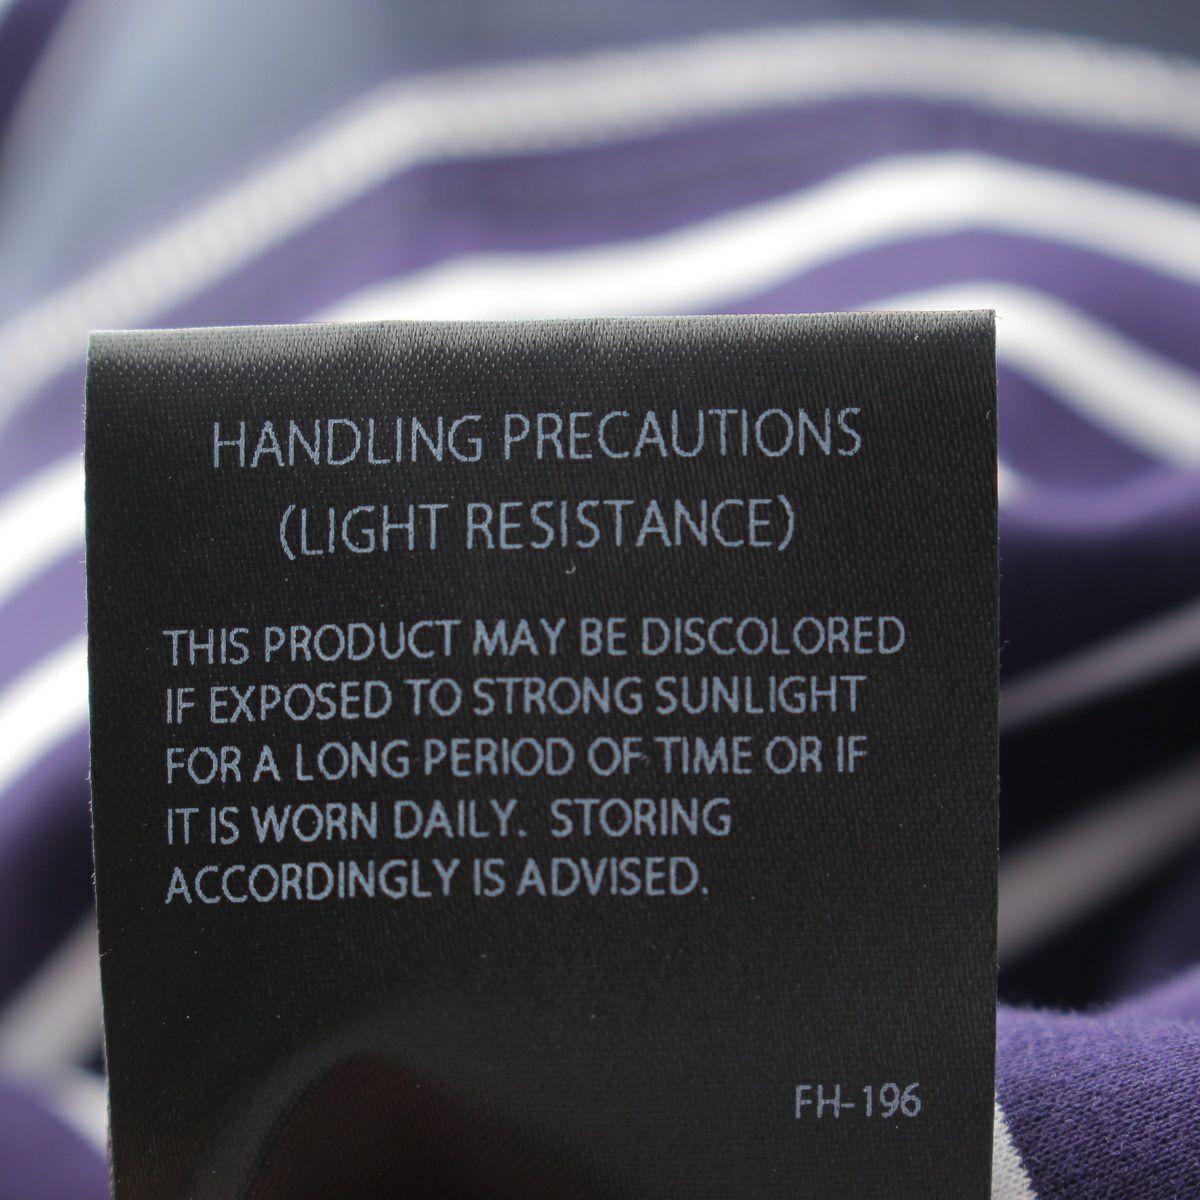 HANDLING PRECAUTIONS
(LIGHT RESISTANCE)
THIS PRODUCT MAY BE DISCOLORED
IF EXPOSED TO STRONG SUNLIGHT
FOR A LONG PERIOD OF TIME OR IF
IT IS WORN DAILY. STORING
ACCORDINGLY IS ADVISED.
FH-196